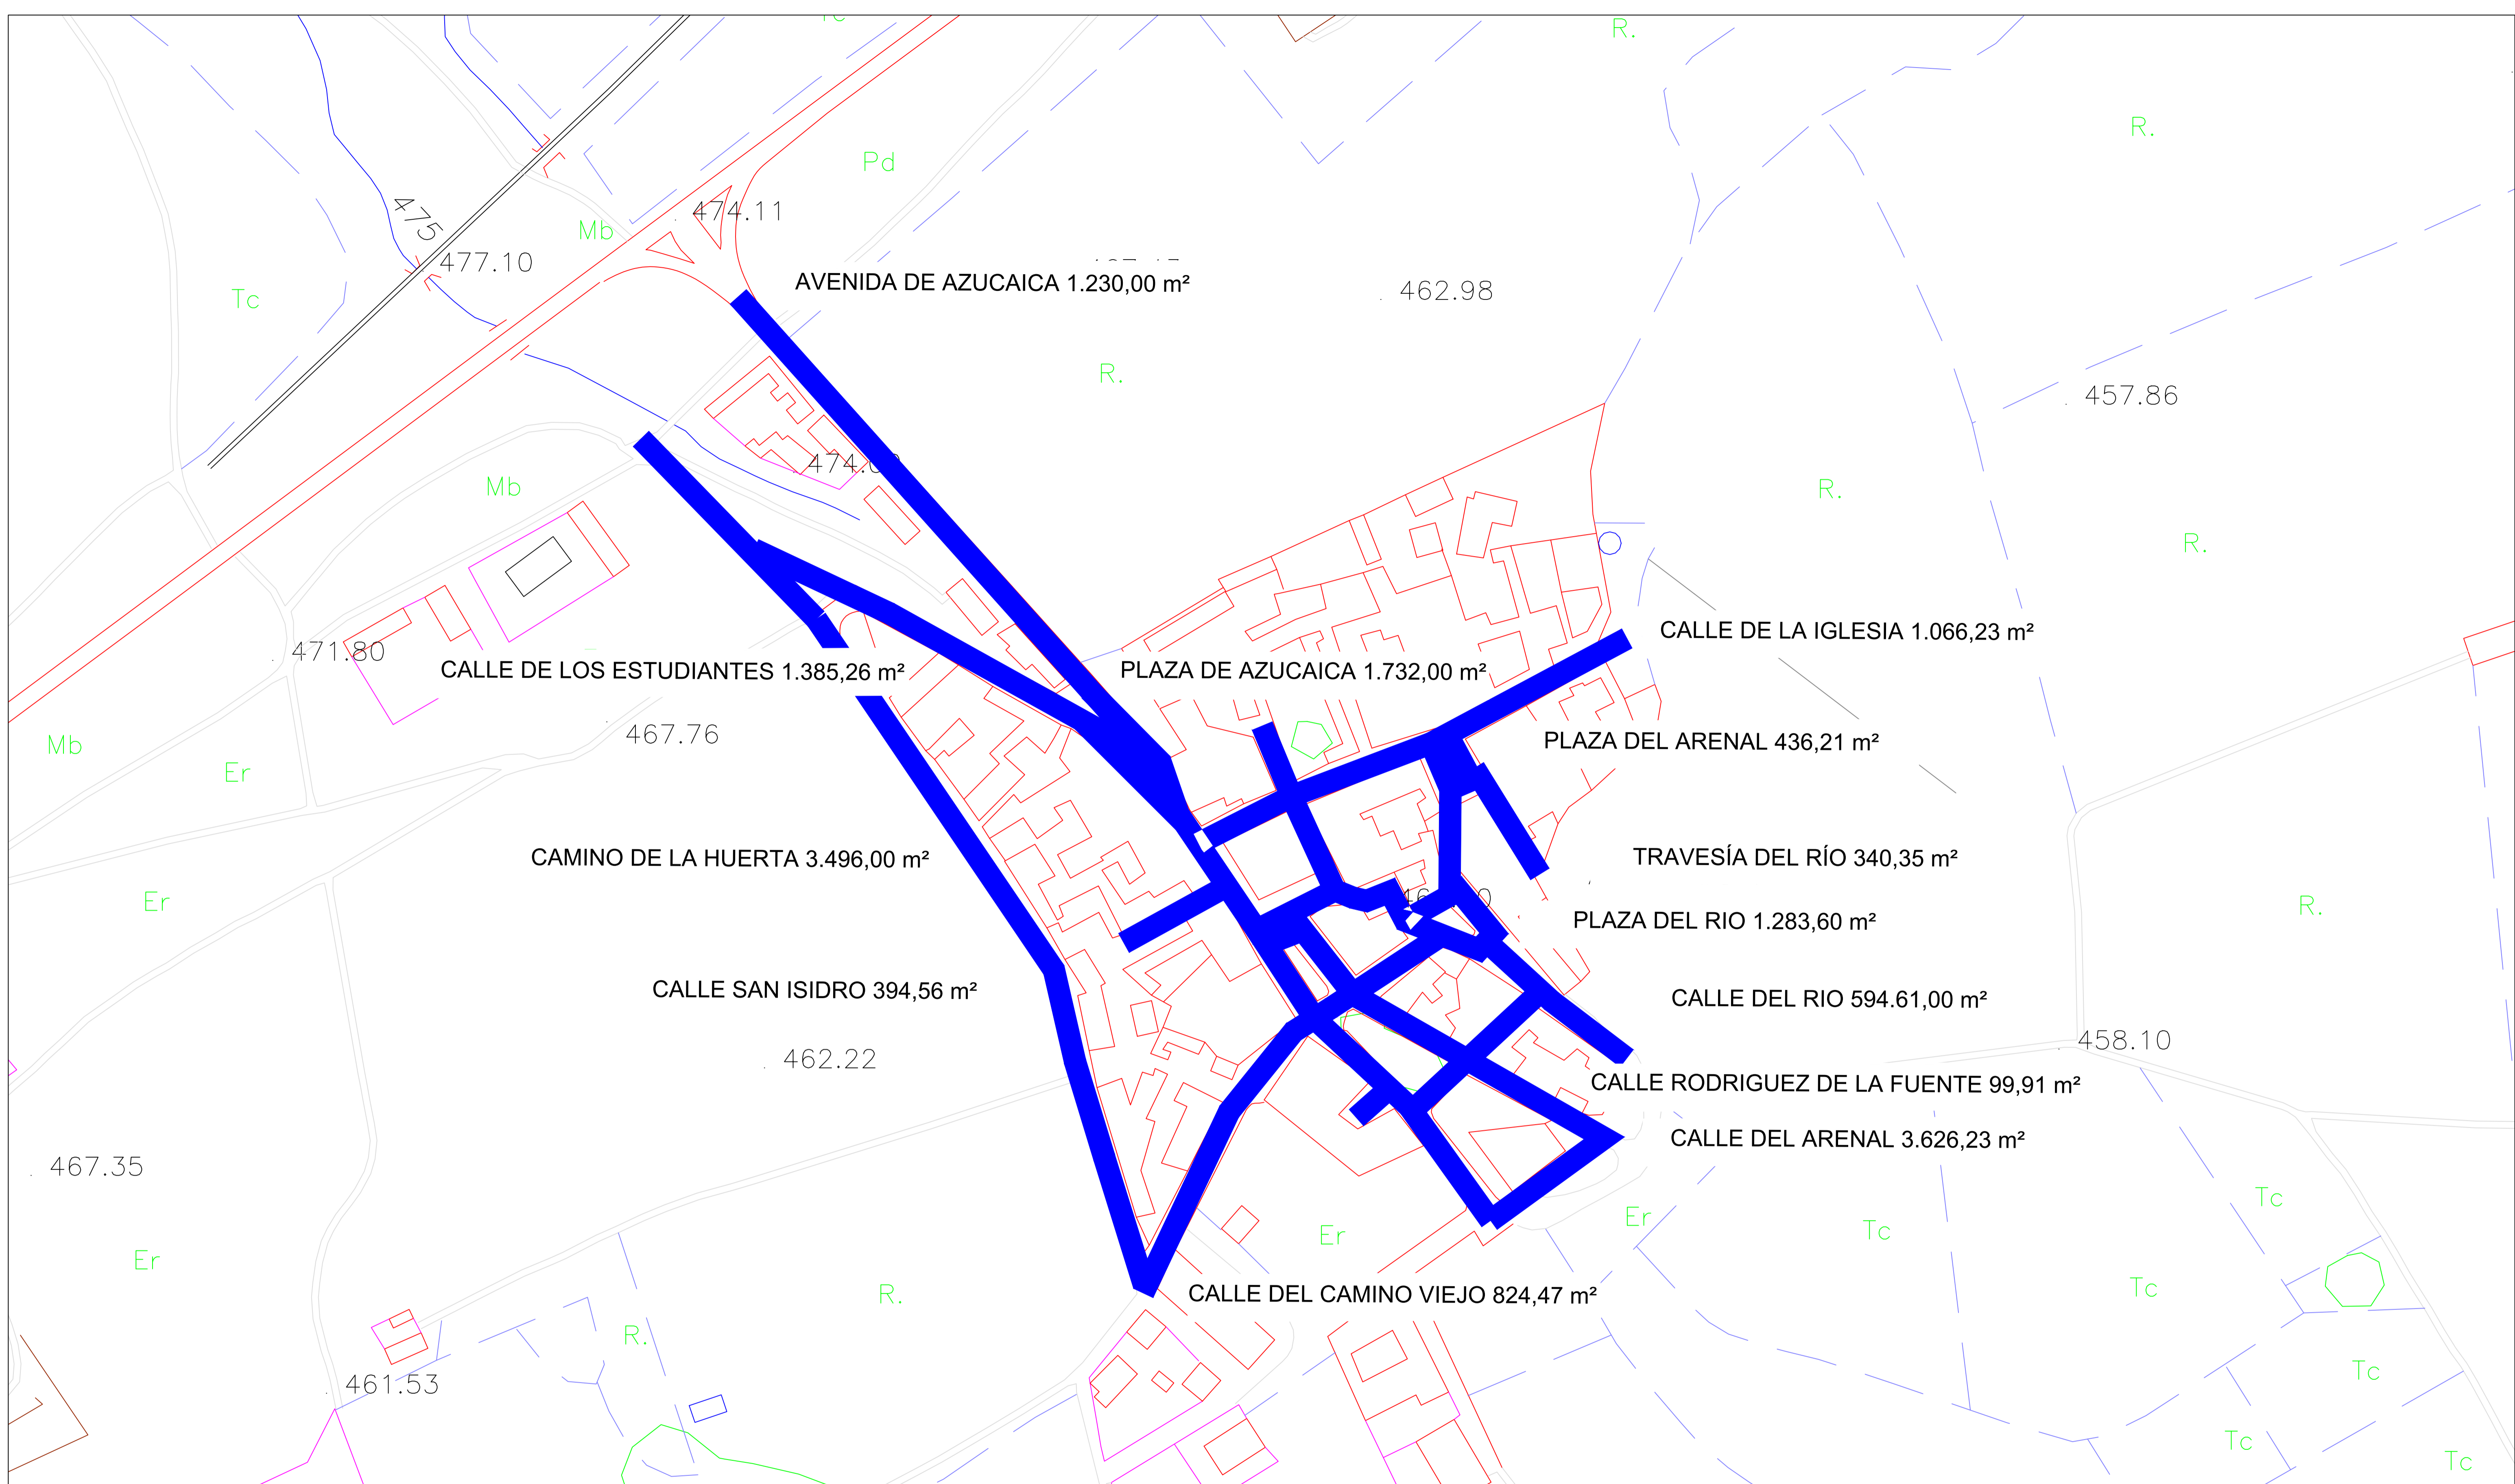 R.
R.
Pd
474.11
475
Mb
477.10
AVENIDA DE AZUCAICA 1.230,00 m²
462.98
Tc
R.
457.86
Mb
R.
R.
CALLE DE LA IGLESIA 1.066,23 m²
471.80
CALLE DE LOS ESTUDIANTES 1.385,26 m²
PLAZA DE AZUCAICA 1.732,00 m²
467.76
PLAZA DEL ARENAL 436,21 m²
Mb
Er
CAMINO DE LA HUERTA 3.496,00 m²
TRAVESÍA DEL RÍO 340,35 m²
Er
R.
PLAZA DEL RIO 1.283,60 m²
CALLE SAN ISIDRO 394,56 m²
CALLE DEL RIO 594.61,00 m²
458.10
462.22
CALLE RODRIGUEZ DE LA FUENTE 99,91 m²
CALLE DEL ARENAL 3.626,23 m²
467.35
Tc
Er
Er
Tc
Er
Tc
R.
CALLE DEL CAMINO VIEJO 824,47 m²
R.
Tc
461.53
Tc
Tc